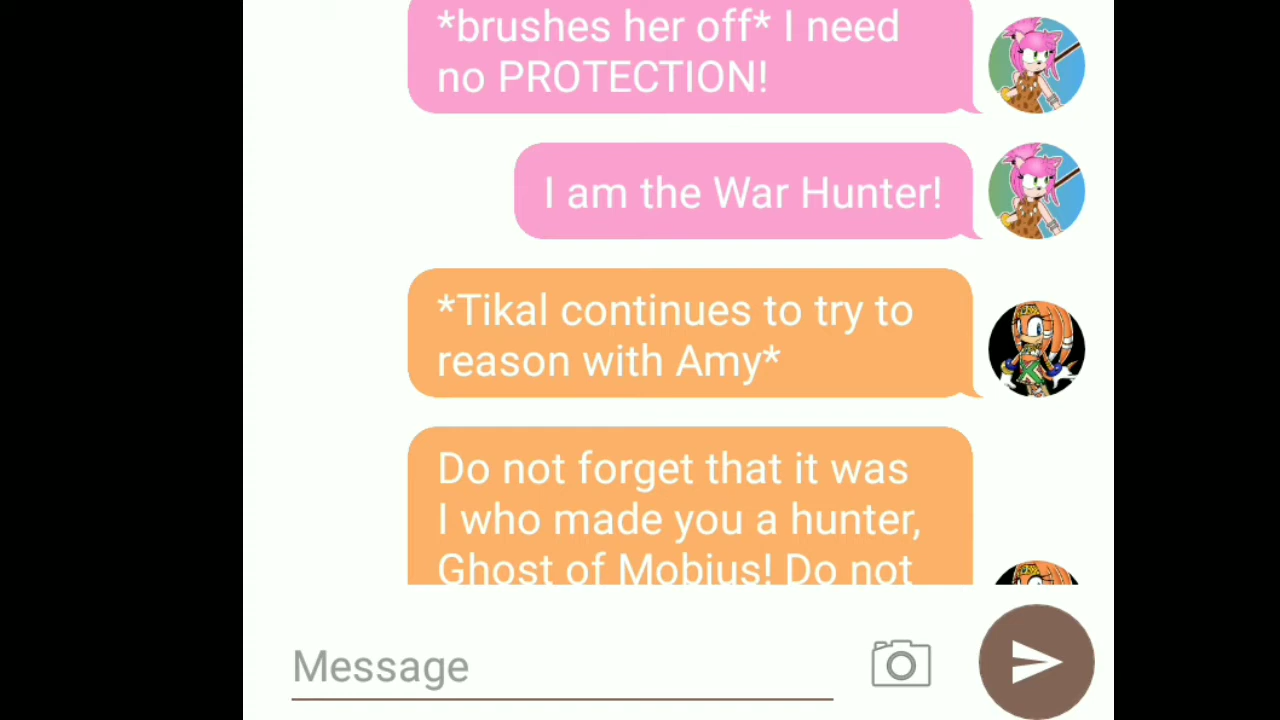 *brushes her off* I need
no PROTECTION!
I am the War Hunter!
*Tikal continues to try to
reason with Amy*
Do not forget that it was
I who made you a hunter,
Ghost of Mobius! Do not
Message